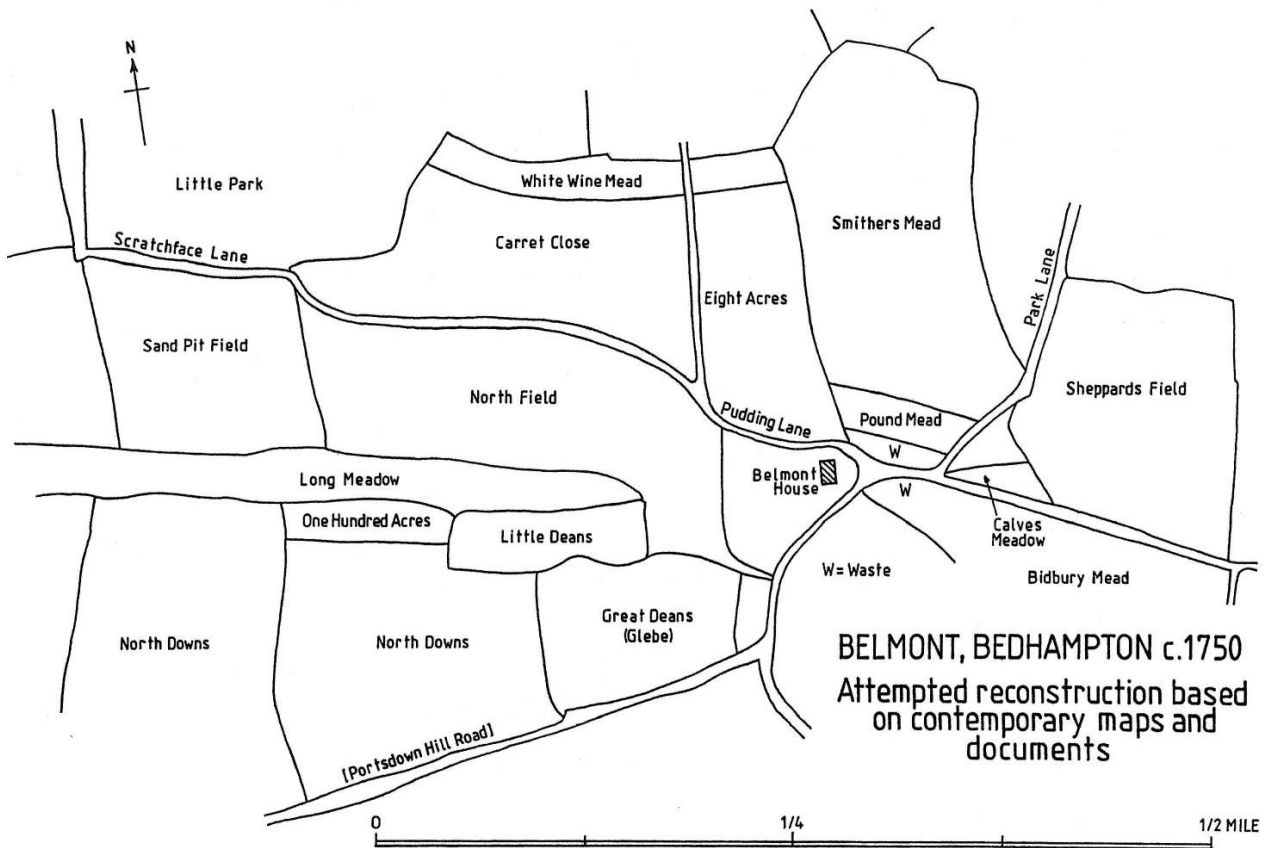 N
Little Park
White Wine Mead
Smithers Mead
Scratchface Lane
Carret Close
Park Lane
Eight Acres
Sand Pit Field
North Field
Sheppards Field
Pudding Lane
Pound Mead
W
Long Meadow
Belmont
House
W
One Hundred Acres
Little Deans
Calves
Meadow
W=Waste
Bidbury Mead
North Downs
North Downs
Great Deans
(Glebe)
BELMONT, BEDHAMPTON c.1750
Attempted reconstruction based
on contemporary maps and
documents
[Portsdown Hill Road]
0
1/4
1/2 MILE